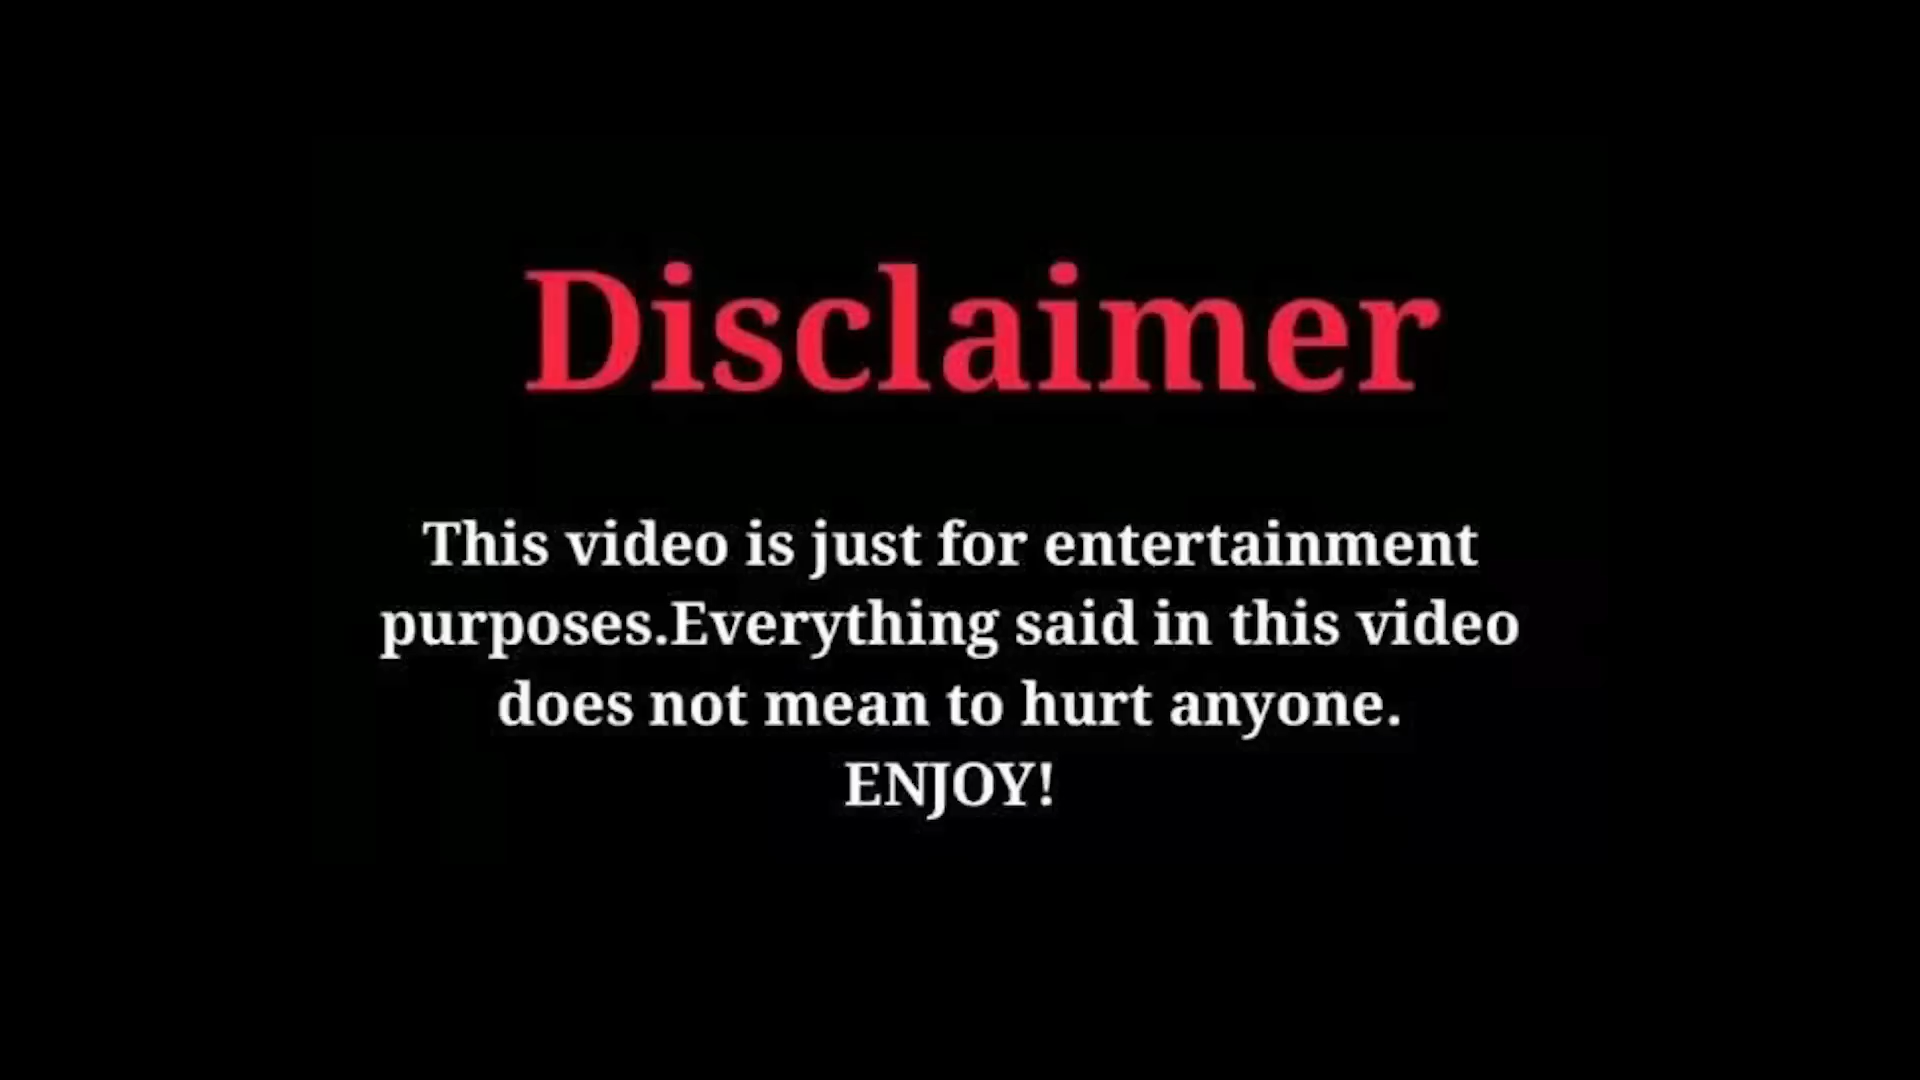 Disclaimer
This video is just for entertainment
purposes.Everything said in this video
does not mean to hurt anyone.
ENJOY!